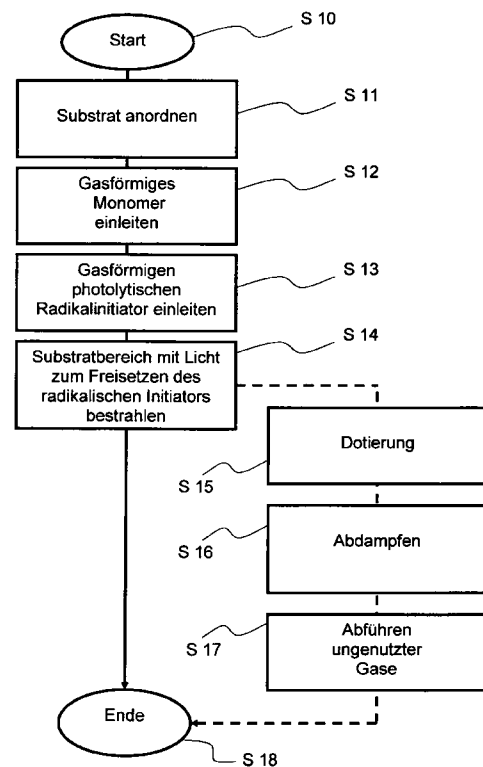 Start
S 10
Substrat anordnen
S 11
Gasförmiges
Monomer
einleiten
S 12
Gasförmigen
photolytischen
Radikalinitiator einleiten
S 13
Substratbereich mit Licht
zum Freisetzen des
radikalischen Initiators
bestrahlen
S 14
Dotierung
S 15
Abdampfen
S 16
Abführen
ungenutzter
Gase
S 17
Ende
S 18